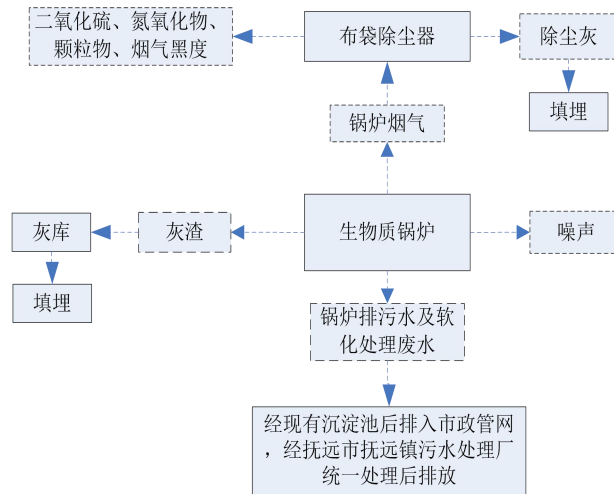 二氧化硫、氮氧化物、
颗粒物、烟气黑度
布袋除尘器
除尘灰
填埋
锅炉烟气
灰库
灰渣
生物质锅炉
噪声
填埋
锅炉排污水及软
化处理废水
经现有沉淀池后排入市政管网
，经抚远市抚远镇污水处理厂
统一处理后排放